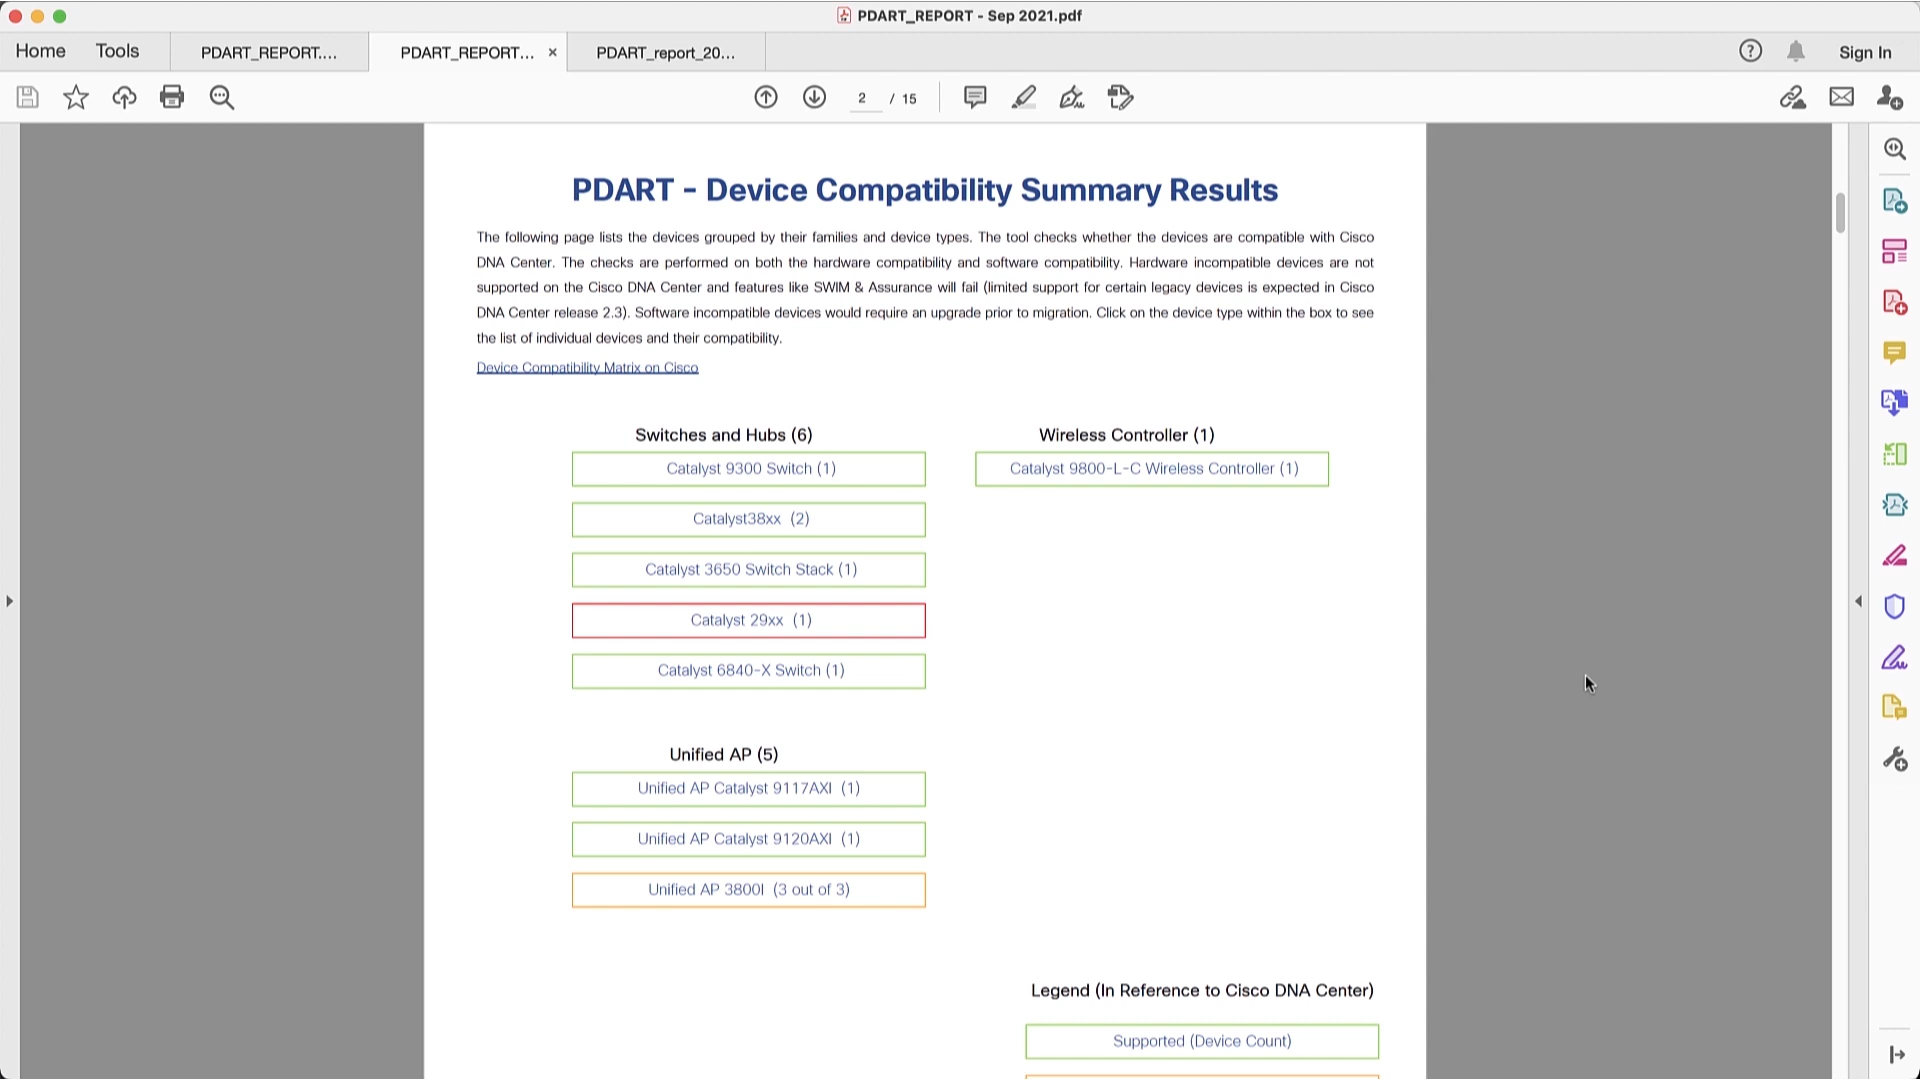 PDART_REPORT - Sep 2021.pdf
Home
Tools
PDART_REPORT....
PDART_REPORT... ×
PDART_report_20...
Sign In
2 / 15
PDART - Device Compatibility Summary Results
The following page lists the devices grouped by their families and device types. The tool checks whether the devices are compatible with Cisco
DNA Center. The checks are performed on both the hardware compatibility and software compatibility. Hardware incompatible devices are not
supported on the Cisco DNA Center and features like SWIM & Assurance will fail (limited support for certain legacy devices is expected in Cisco
DNA Center release 2.3). Software incompatible devices would require an upgrade prior to migration. Click on the device type within the box to see
the list of individual devices and their compatibility.
Device Compatibility Matrix on Cisco
Switches and Hubs (6)
Catalyst 9300 Switch (1)
Catalyst38xx (2)
Catalyst 3650 Switch Stack (1)
Catalyst 29xx (1)
Catalyst 6840-X Switch (1)
Wireless Controller (1)
Catalyst 9800-L-C Wireless Controller (1)
Unified AP (5)
Unified AP Catalyst 9117AXI (1)
Unified AP Catalyst 9120AXI (1)
Unified AP 3800I (3 out of 3)
Legend (In Reference to Cisco DNA Center)
Supported (Device Count)